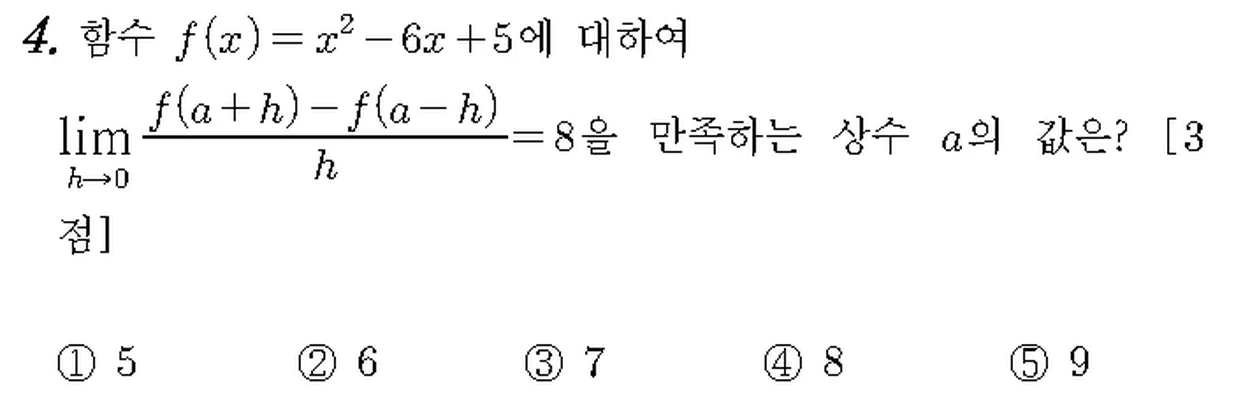 4. 함수 f(x)=x²-6x+5에 대하여
lim_{h→0} \frac{f(a+h)-f(a-h)}{h}=8을 만족하는 상수 a의 값은? [3
점]
① 5 ② 6 ③ 7 ④ 8 ⑤ 9